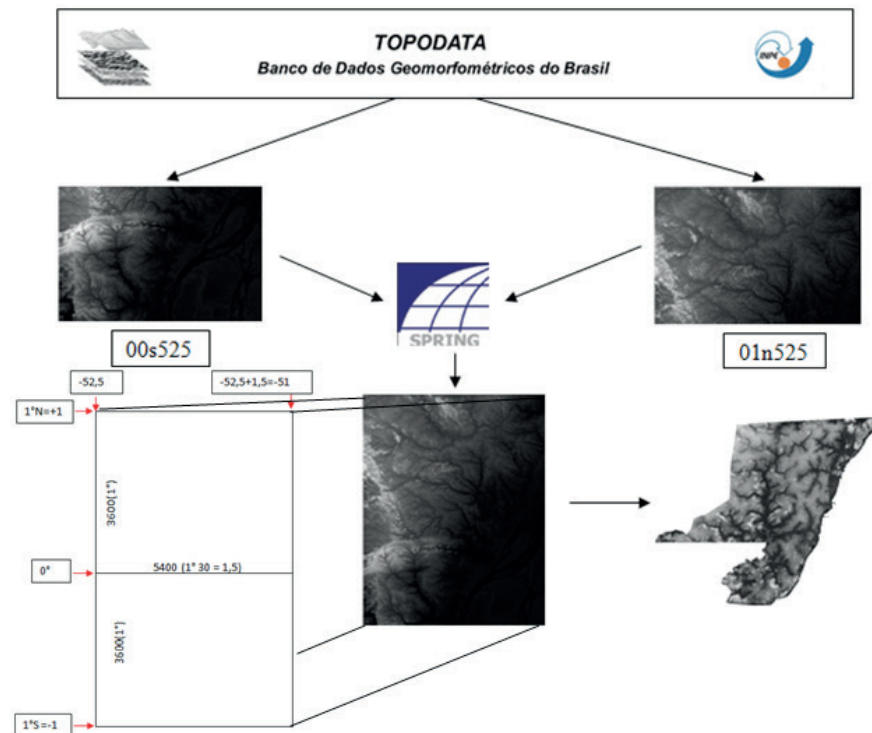 TOPODATA
Banco de Dados Geomorfométricos do Brasil
INPE
SPRING
00s525
01n525
-52,5
-52,5+1,5=-51
1°N=+1
3600(1°)
0°
5400 (1° 30 = 1,5)
3600(1°)
1°S =-1